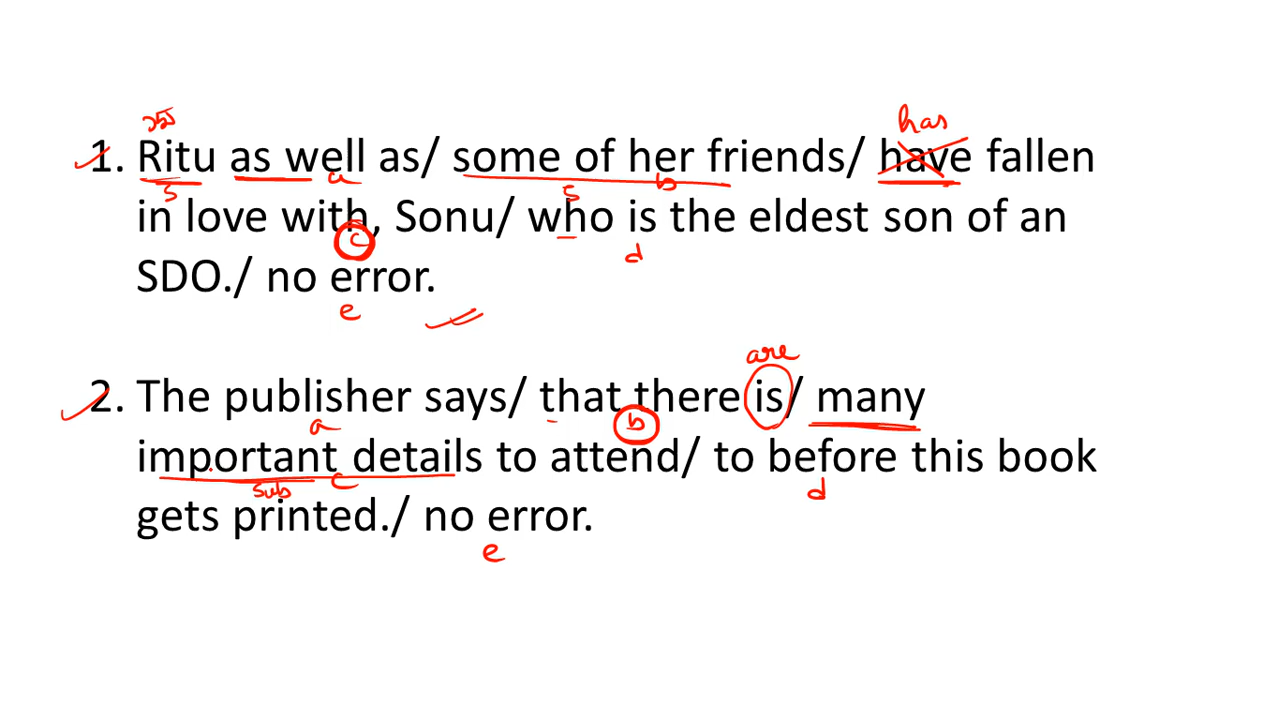 has
1. Ritu as well as/ some of her friends/ have fallen
s a s b
in love with, Sonu/ who is the eldest son of an
c d
SDO./ no error.
e
are
2. The publisher says/ that there is/ many
a b
important details to attend/ to before this book
sub c d
gets printed./ no error.
e